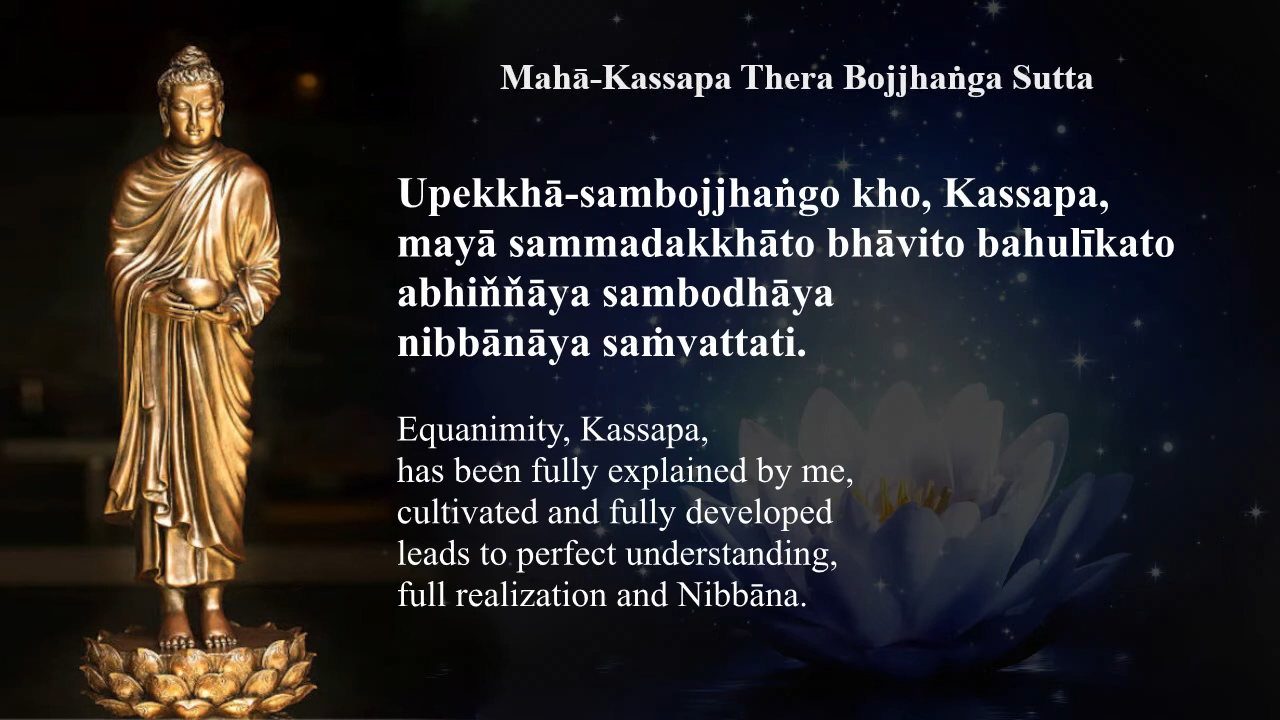 Mahā-Kassapa Thera Bojjhaṅga Sutta
Upekkhā-sambojjhaṅgo kho, Kassapa,
mayā sammadakkhāto bhāvito bahulīkato
abhiňňāya sambodhāya
nibbānāya saṁvattati.
Equanimity, Kassapa,
has been fully explained by me,
cultivated and fully developed
leads to perfect understanding,
full realization and Nibbāna.